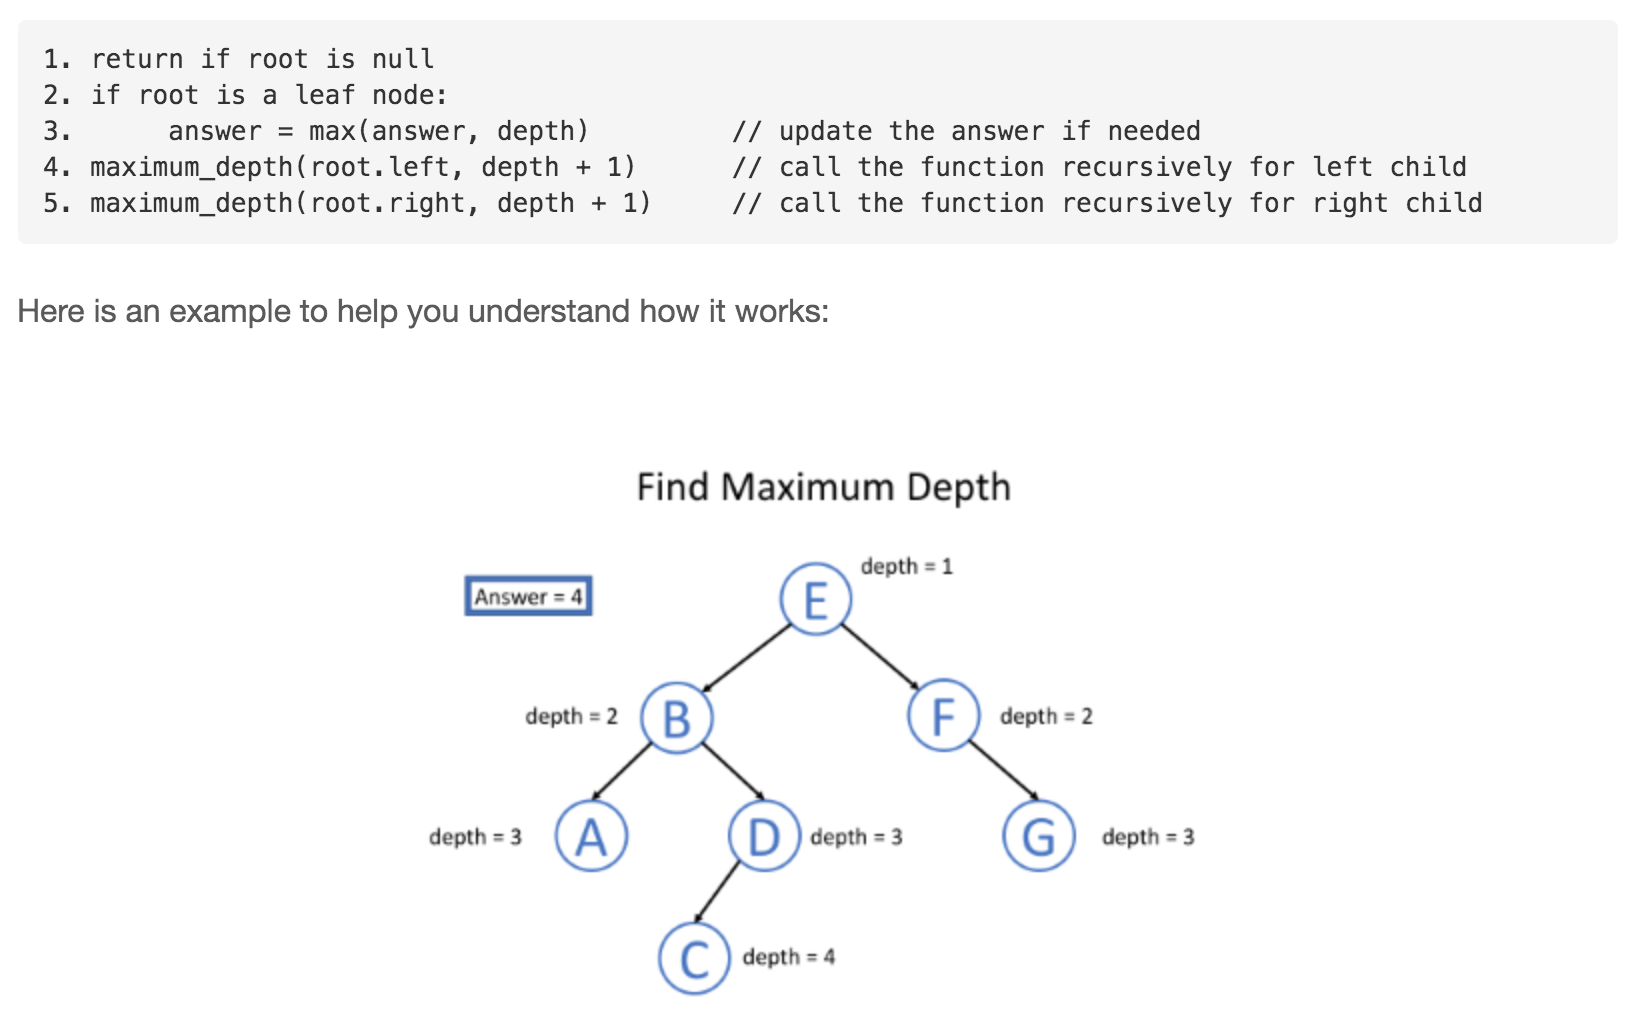 1. return if root is null
2. if root is a leaf node:
3.      answer = max(answer, depth)         // update the answer if needed
4. maximum_depth(root.left, depth + 1)      // call the function recursively for left child
5. maximum_depth(root.right, depth + 1)     // call the function recursively for right child
Here is an example to help you understand how it works:
Find Maximum Depth
depth = 1
Answer = 4
E
depth = 2
B
F
depth = 2
depth = 3
A
D
depth = 3
G
depth = 3
C
depth = 4